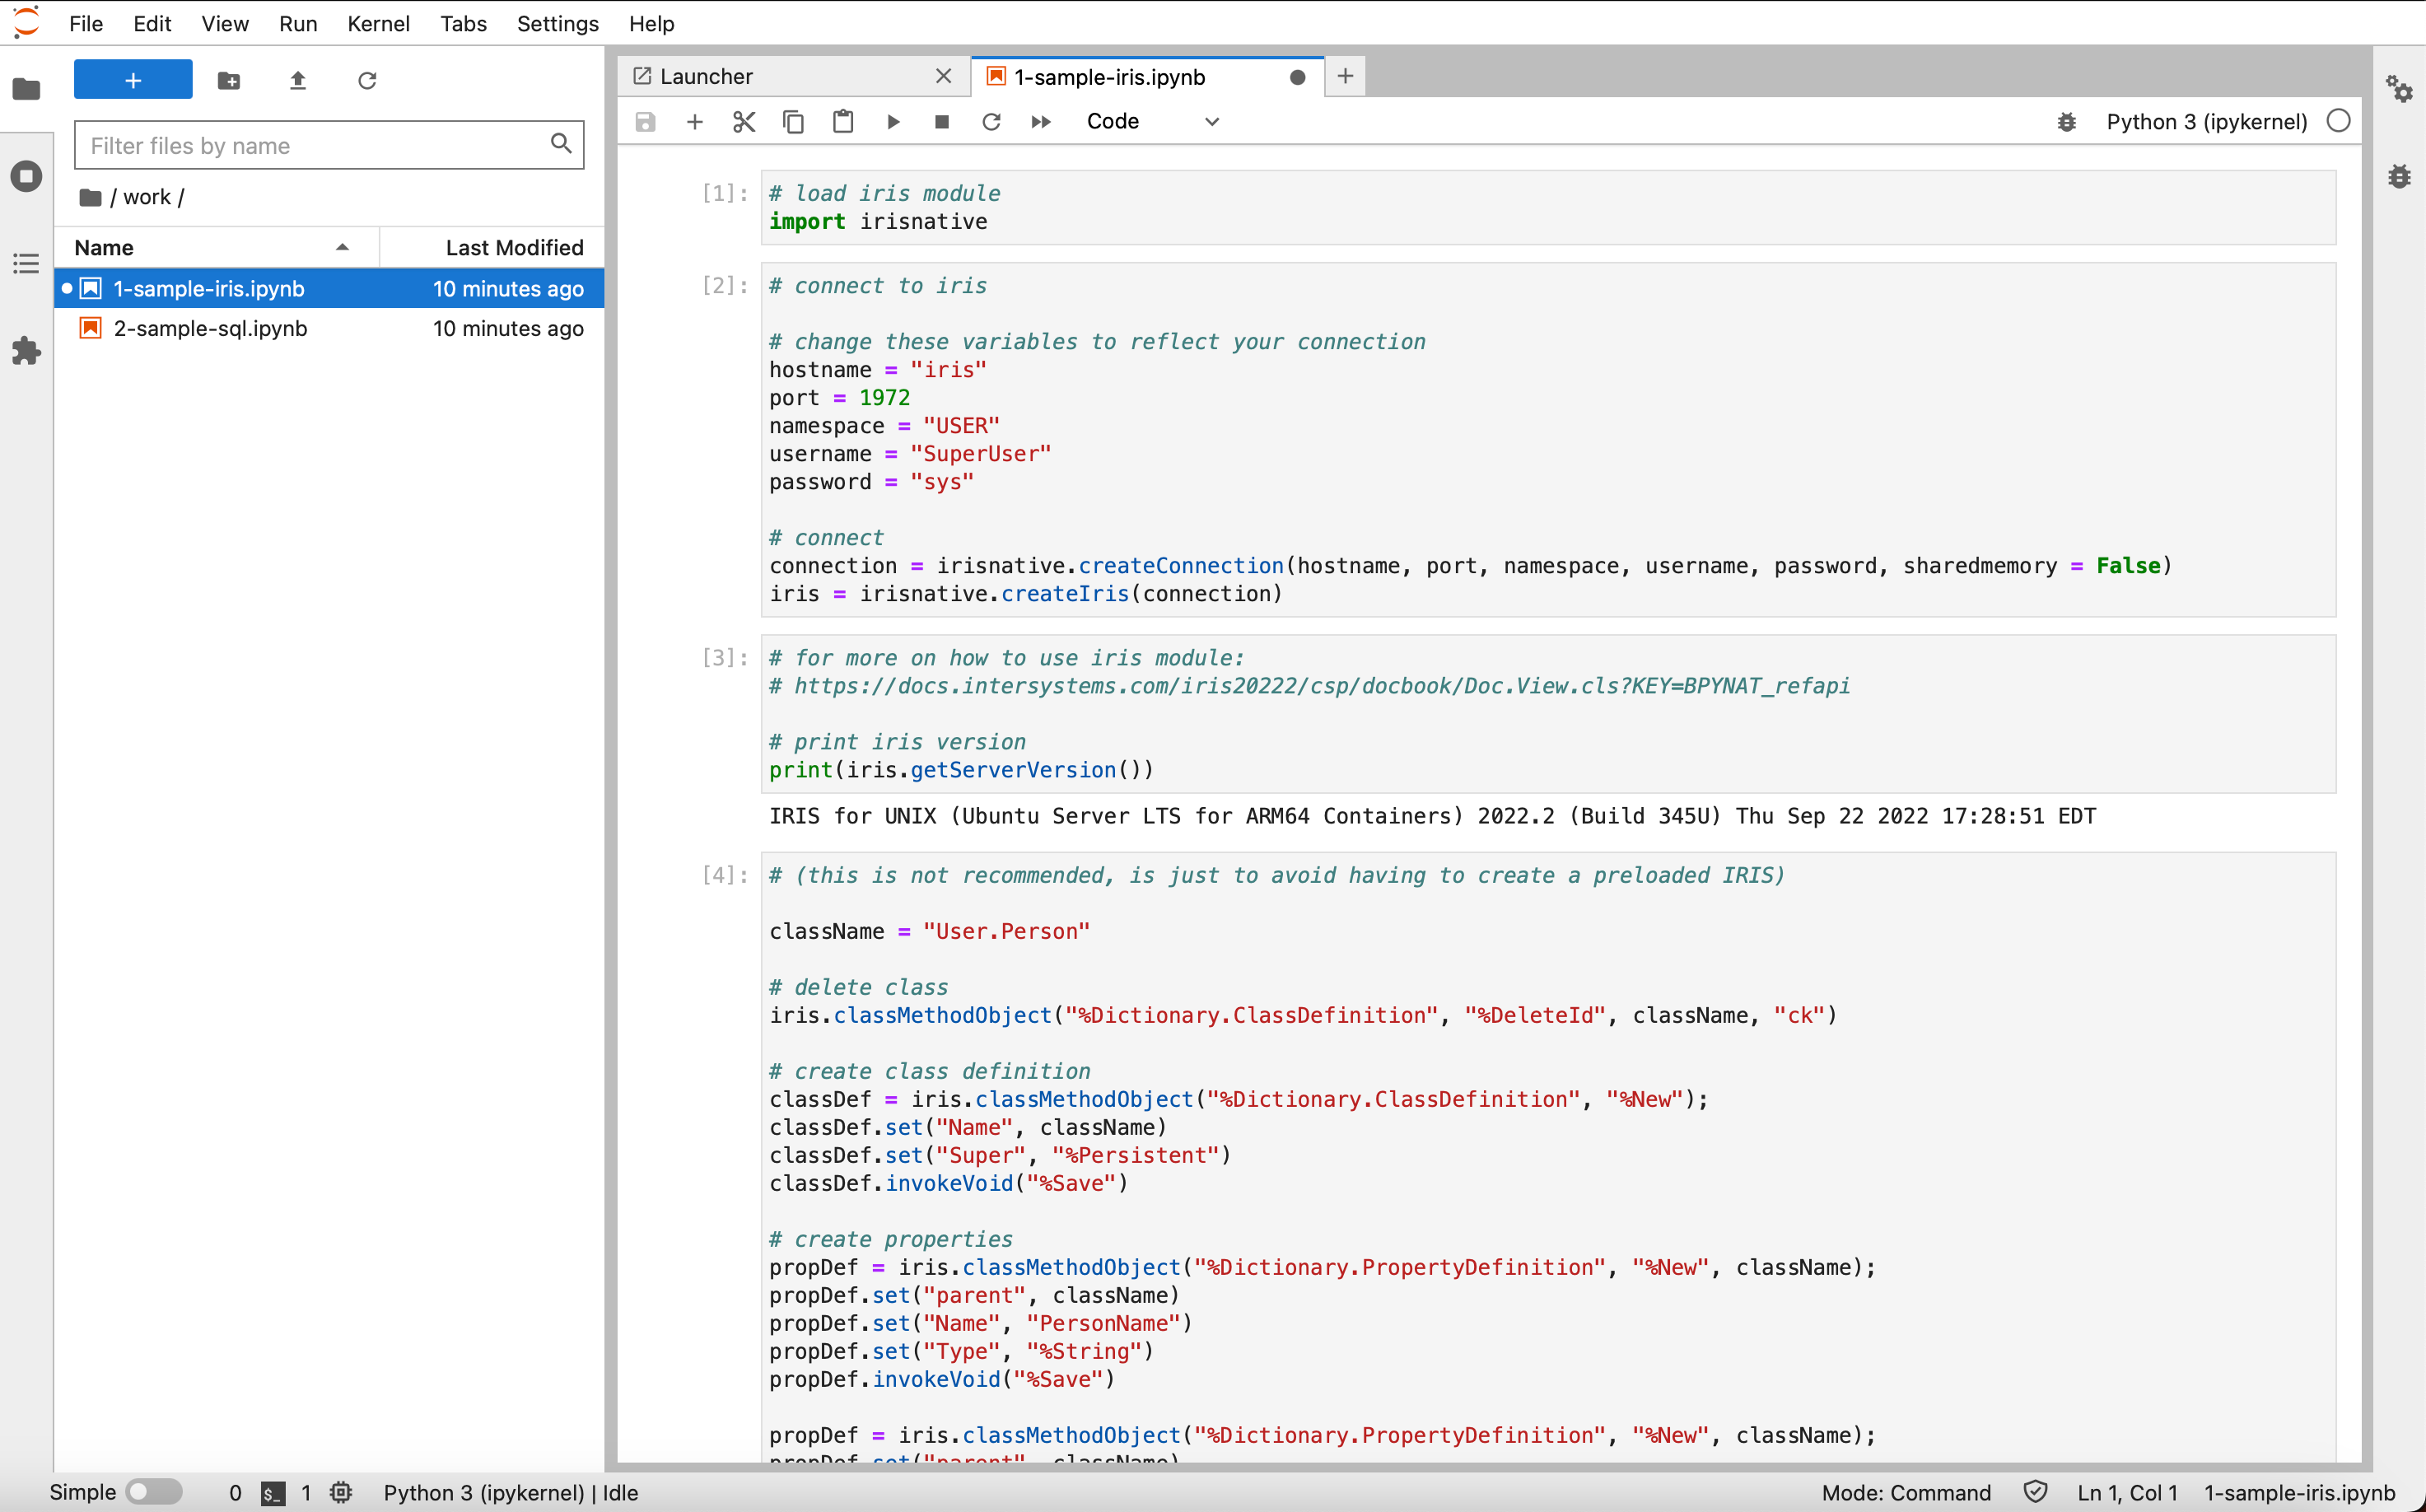 File Edit View Run Kernel Tabs Settings Help
Filter files by name
/ work /
Name Last Modified
1-sample-iris.ipynb 10 minutes ago
2-sample-sql.ipynb 10 minutes ago
Launcher
1-sample-iris.ipynb
Code
Python 3 (ipykernel)
[1]:
# load iris module
import irisnative
[2]:
# connect to iris
# change these variables to reflect your connection
hostname = "iris"
port = 1972
namespace = "USER"
username = "SuperUser"
password = "sys"
# connect
connection = irisnative.createConnection(hostname, port, namespace, username, password, sharedmemory = False)
iris = irisnative.createIris(connection)
[3]:
# for more on how to use iris module:
# https://docs.intersystems.com/iris20222/csp/docbook/Doc.View.cls?KEY=BPYNAT_refapi
# print iris version
print(iris.getServerVersion())
IRIS for UNIX (Ubuntu Server LTS for ARM64 Containers) 2022.2 (Build 345U) Thu Sep 22 2022 17:28:51 EDT
[4]:
# (this is not recommended, is just to avoid having to create a preloaded IRIS)
className = "User.Person"
# delete class
iris.classMethodObject("%Dictionary.ClassDefinition", "%DeleteId", className, "ck")
# create class definition
classDef = iris.classMethodObject("%Dictionary.ClassDefinition", "%New");
classDef.set("Name", className)
classDef.set("Super", "%Persistent")
classDef.invokeVoid("%Save")
# create properties
propDef = iris.classMethodObject("%Dictionary.PropertyDefinition", "%New", className);
propDef.set("parent", className)
propDef.set("Name", "PersonName")
propDef.set("Type", "%String")
propDef.invokeVoid("%Save")
propDef = iris.classMethodObject("%Dictionary.PropertyDefinition", "%New", className);
propDef.set("parent", className)
Simple 0 $_ 1 Python 3 (ipykernel) | Idle
Mode: Command Ln 1, Col 1 1-sample-iris.ipynb